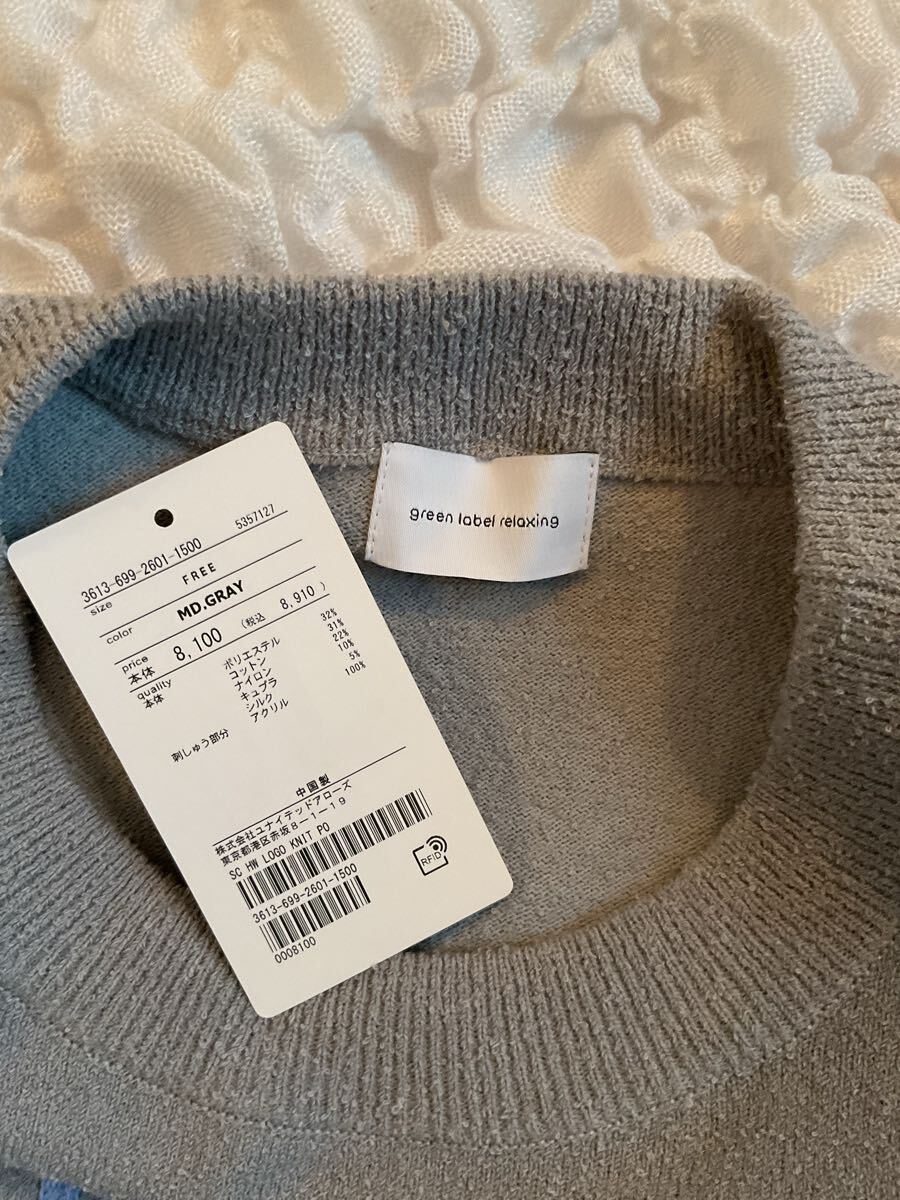 green label relaxing
5357127
3613-699-2601-1500
size FREE
color MD.GRAY
price
本体 8,100 (税込 8,910 )
quality
本体 ポリエステル 32%
コットン 31%
ナイロン 22%
キュプラ 10%
シルク 5%
刺しゅう部分 アクリル 100%
中国製
株式会社ユナイテッドアローズ
東京都港区赤坂8-1-19
SC HW LOGO KNIT PO
3613-699-2601-1500
0008100
RFID